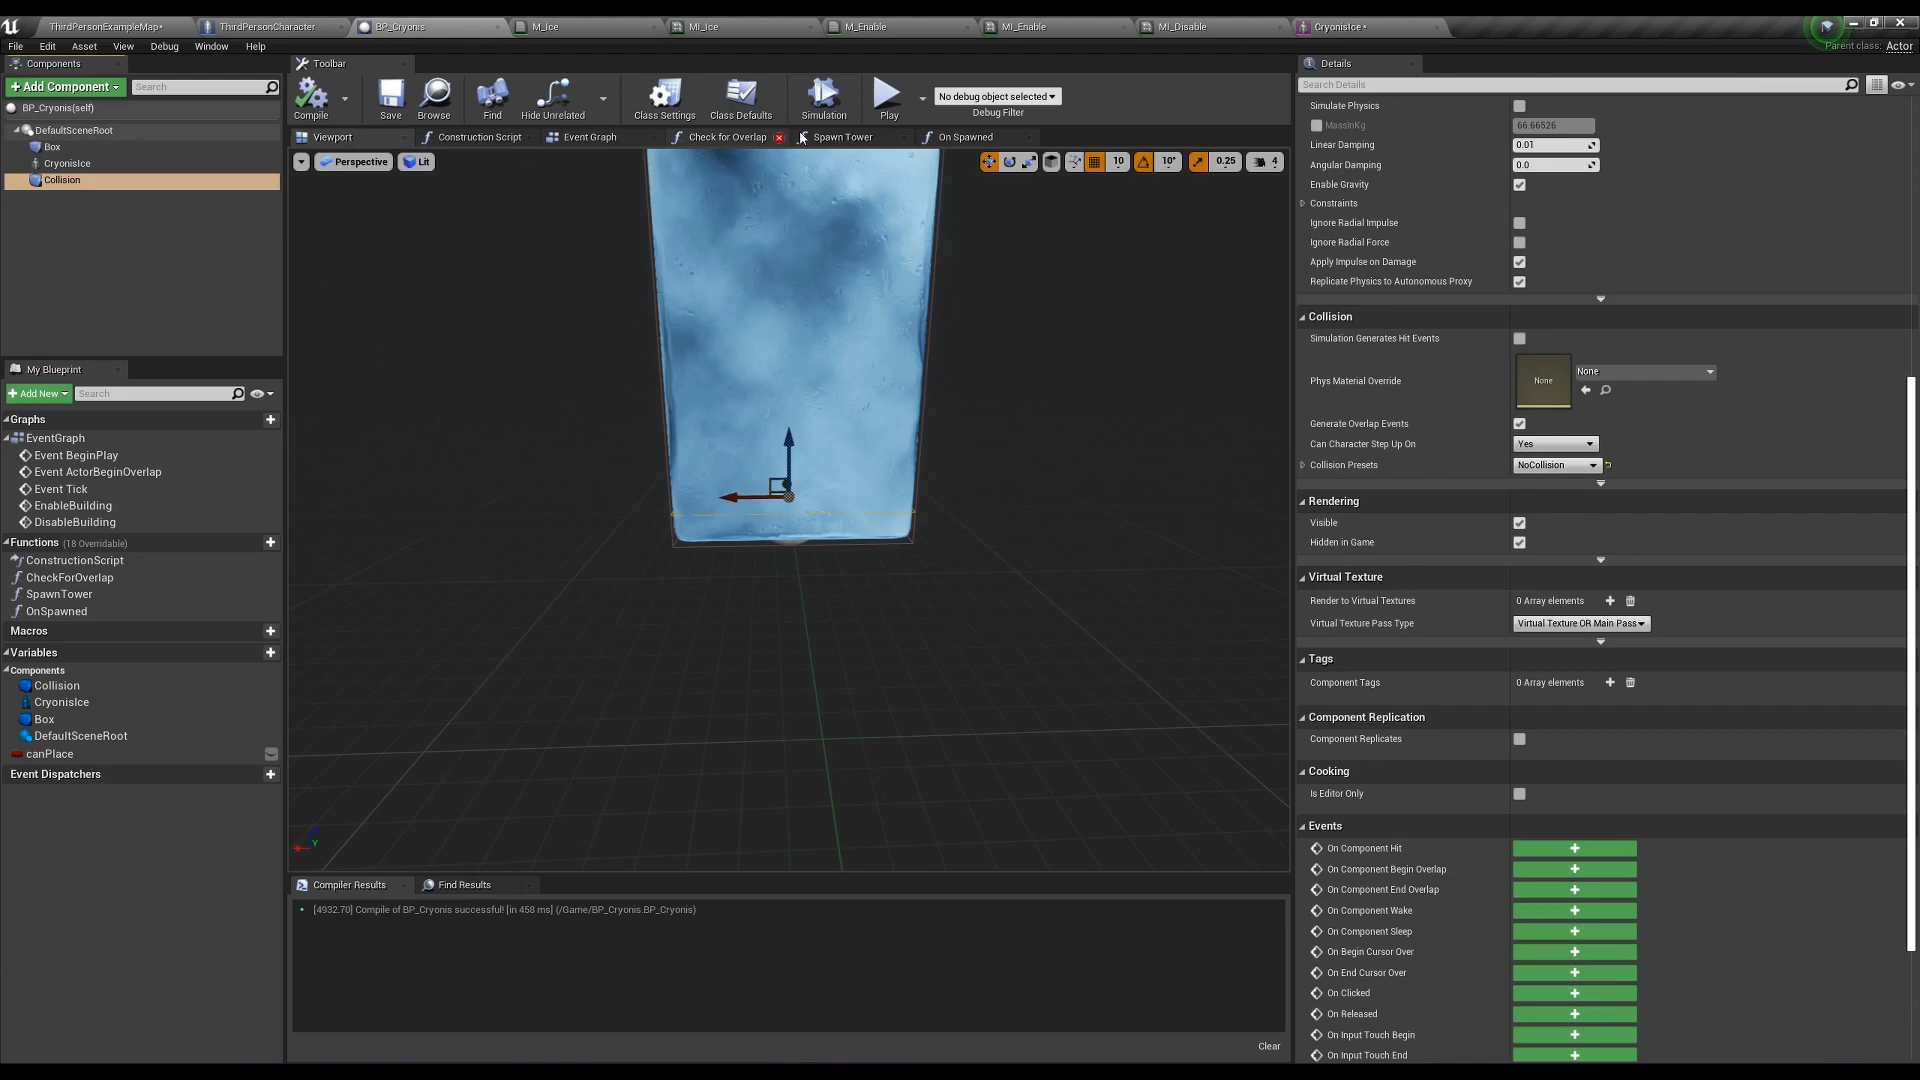 ThirdPersonExampleMap•
ThirdPersonCharacter
BP_Cryonis
M_Ice
MI_Ice
M_Enable
MI_Enable
MI_Disable
CryonisIce•
File Edit Asset View Debug Window Help
Parent class: Actor
Components
+ Add Component
Search
BP_Cryonis(self)
DefaultSceneRoot
Box
CryonisIce
Collision
My Blueprint
+ Add New
Search
Graphs
EventGraph
Event BeginPlay
Event ActorBeginOverlap
Event Tick
EnableBuilding
DisableBuilding
Functions (18 Overridable)
ConstructionScript
CheckForOverlap
SpawnTower
OnSpawned
Macros
Variables
Components
Collision
CryonisIce
Box
DefaultSceneRoot
canPlace
Event Dispatchers
Toolbar
Compile
Save
Browse
Find
Hide Unrelated
Class Settings
Class Defaults
Simulation
Play
No debug object selected
Debug Filter
Viewport
Construction Script
Event Graph
Check for Overlap
Spawn Tower
On Spawned
Perspective
Lit
10
10°
0.25
4
Y
Compiler Results
Find Results
[4932.70] Compile of BP_Cryonis successful! [in 458 ms] (/Game/BP_Cryonis.BP_Cryonis)
Clear
Details
Search Details
Simulate Physics
MassInKg 66.66526
Linear Damping 0.01
Angular Damping 0.0
Enable Gravity
Constraints
Ignore Radial Impulse
Ignore Radial Force
Apply Impulse on Damage
Replicate Physics to Autonomous Proxy
Collision
Simulation Generates Hit Events
Phys Material Override None None
Generate Overlap Events
Can Character Step Up On Yes
Collision Presets NoCollision
Rendering
Visible
Hidden in Game
Virtual Texture
Render to Virtual Textures 0 Array elements
Virtual Texture Pass Type Virtual Texture OR Main Pass
Tags
Component Tags 0 Array elements
Component Replication
Component Replicates
Cooking
Is Editor Only
Events
On Component Hit
On Component Begin Overlap
On Component End Overlap
On Component Wake
On Component Sleep
On Begin Cursor Over
On End Cursor Over
On Clicked
On Released
On Input Touch Begin
On Input Touch End